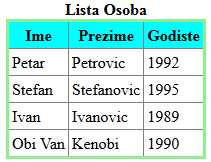 Lista Osoba
Ime Prezime Godiste
Petar Petrovic 1992
Stefan Stefanovic 1995
Ivan Ivanovic 1989
Obi Van Kenobi 1990